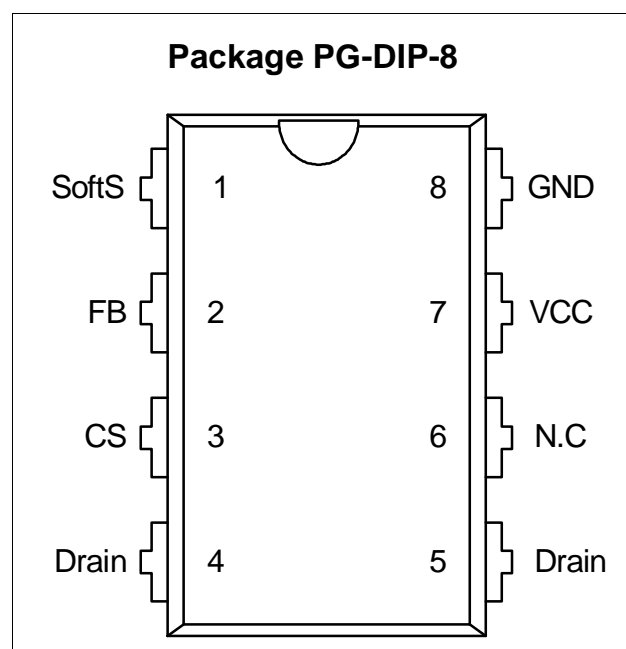 Package PG-DIP-8
SoftS 1 8 GND
FB 2 7 VCC
CS 3 6 N.C
Drain 4 5 Drain